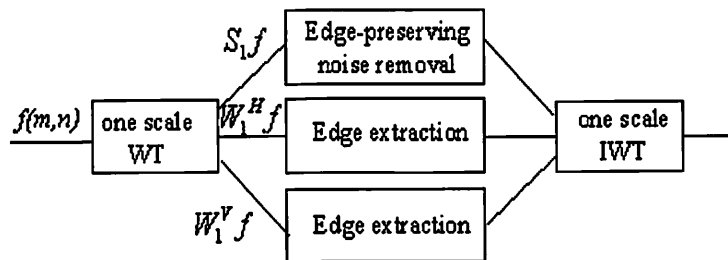 S₁f
Edge-preserving
noise removal
f(m,n)
one scale
WT
W₁ᴴf
Edge extraction
one scale
IWT
W₁ⱽf
Edge extraction